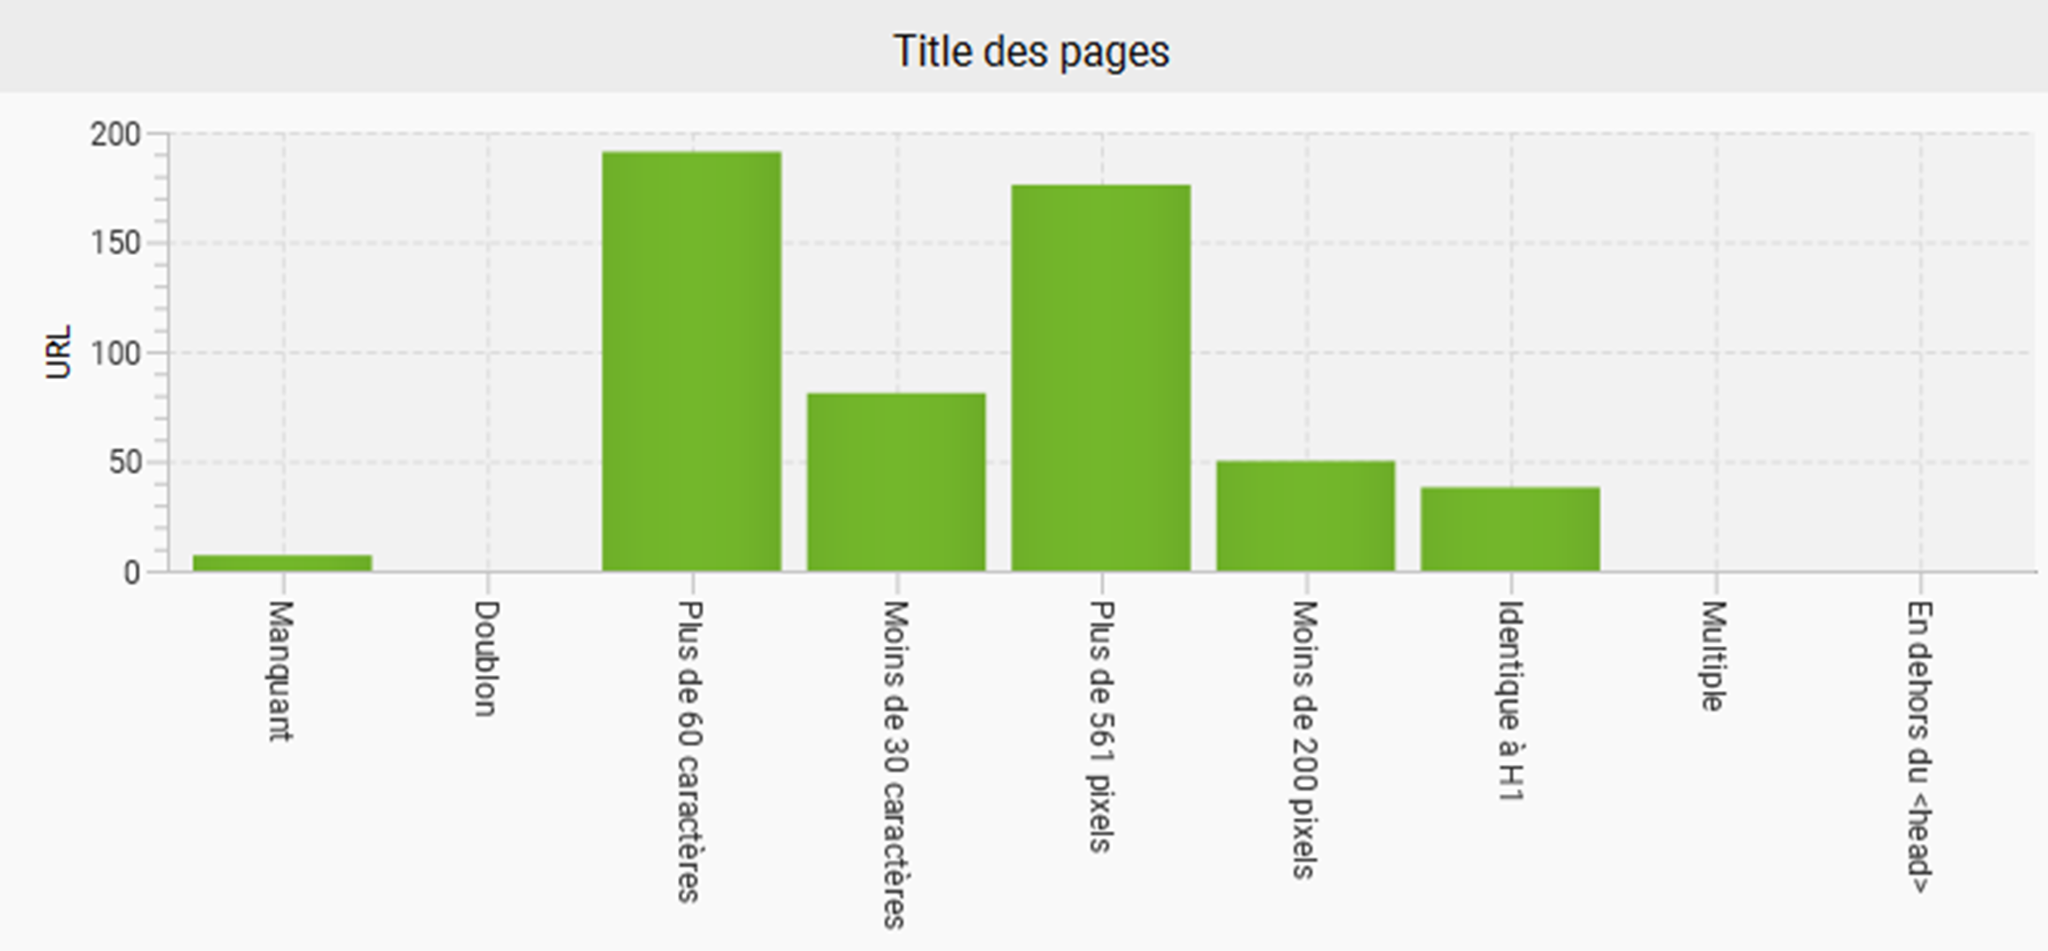 Title des pages
200
150
100
50
0
URL
Manquant
Doublon
Plus de 60 caractères
Moins de 30 caractères
Plus de 561 pixels
Moins de 200 pixels
Identique à H1
Multiple
En dehors du <head>